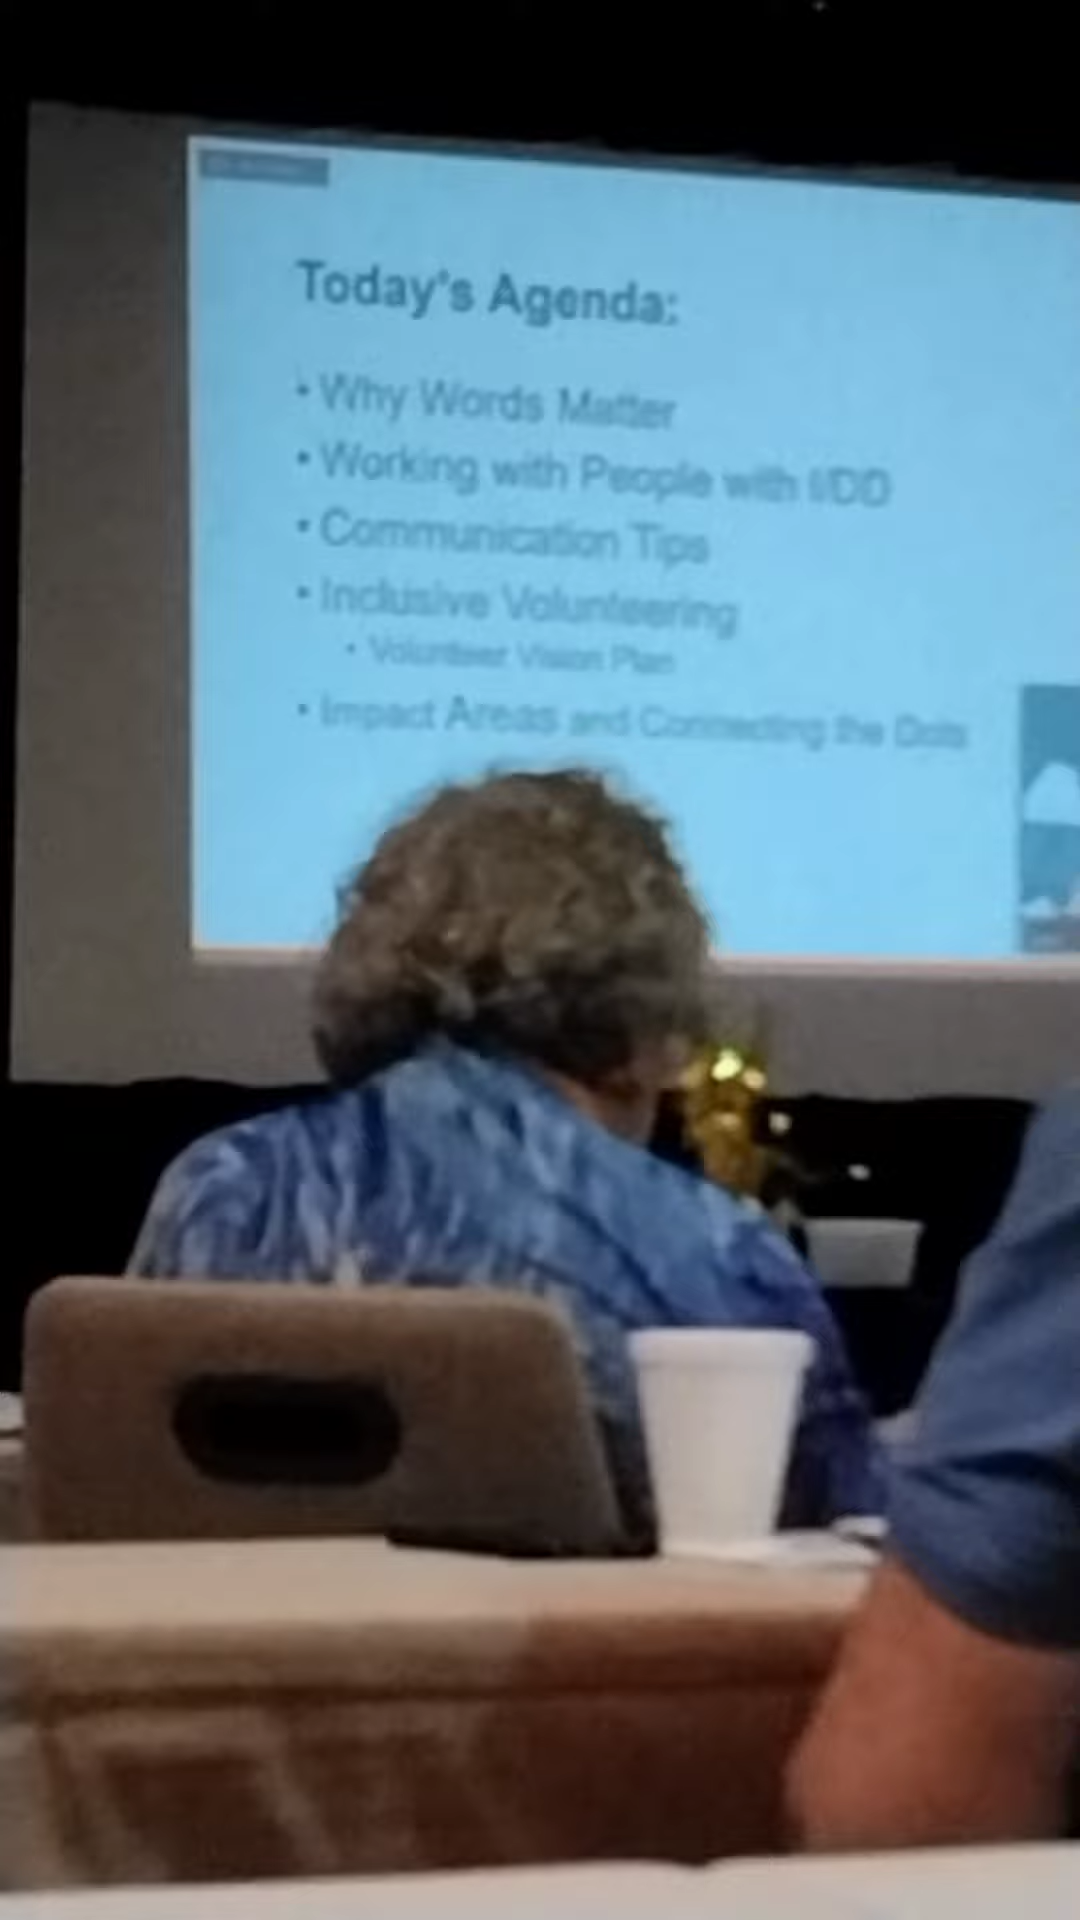 Today's Agenda:
• Why Words Matter
• Working with People with I/DD
• Communication Tips
• Inclusive Volunteering
• Volunteer Vision Plan
• Impact Areas and Connecting the Dots